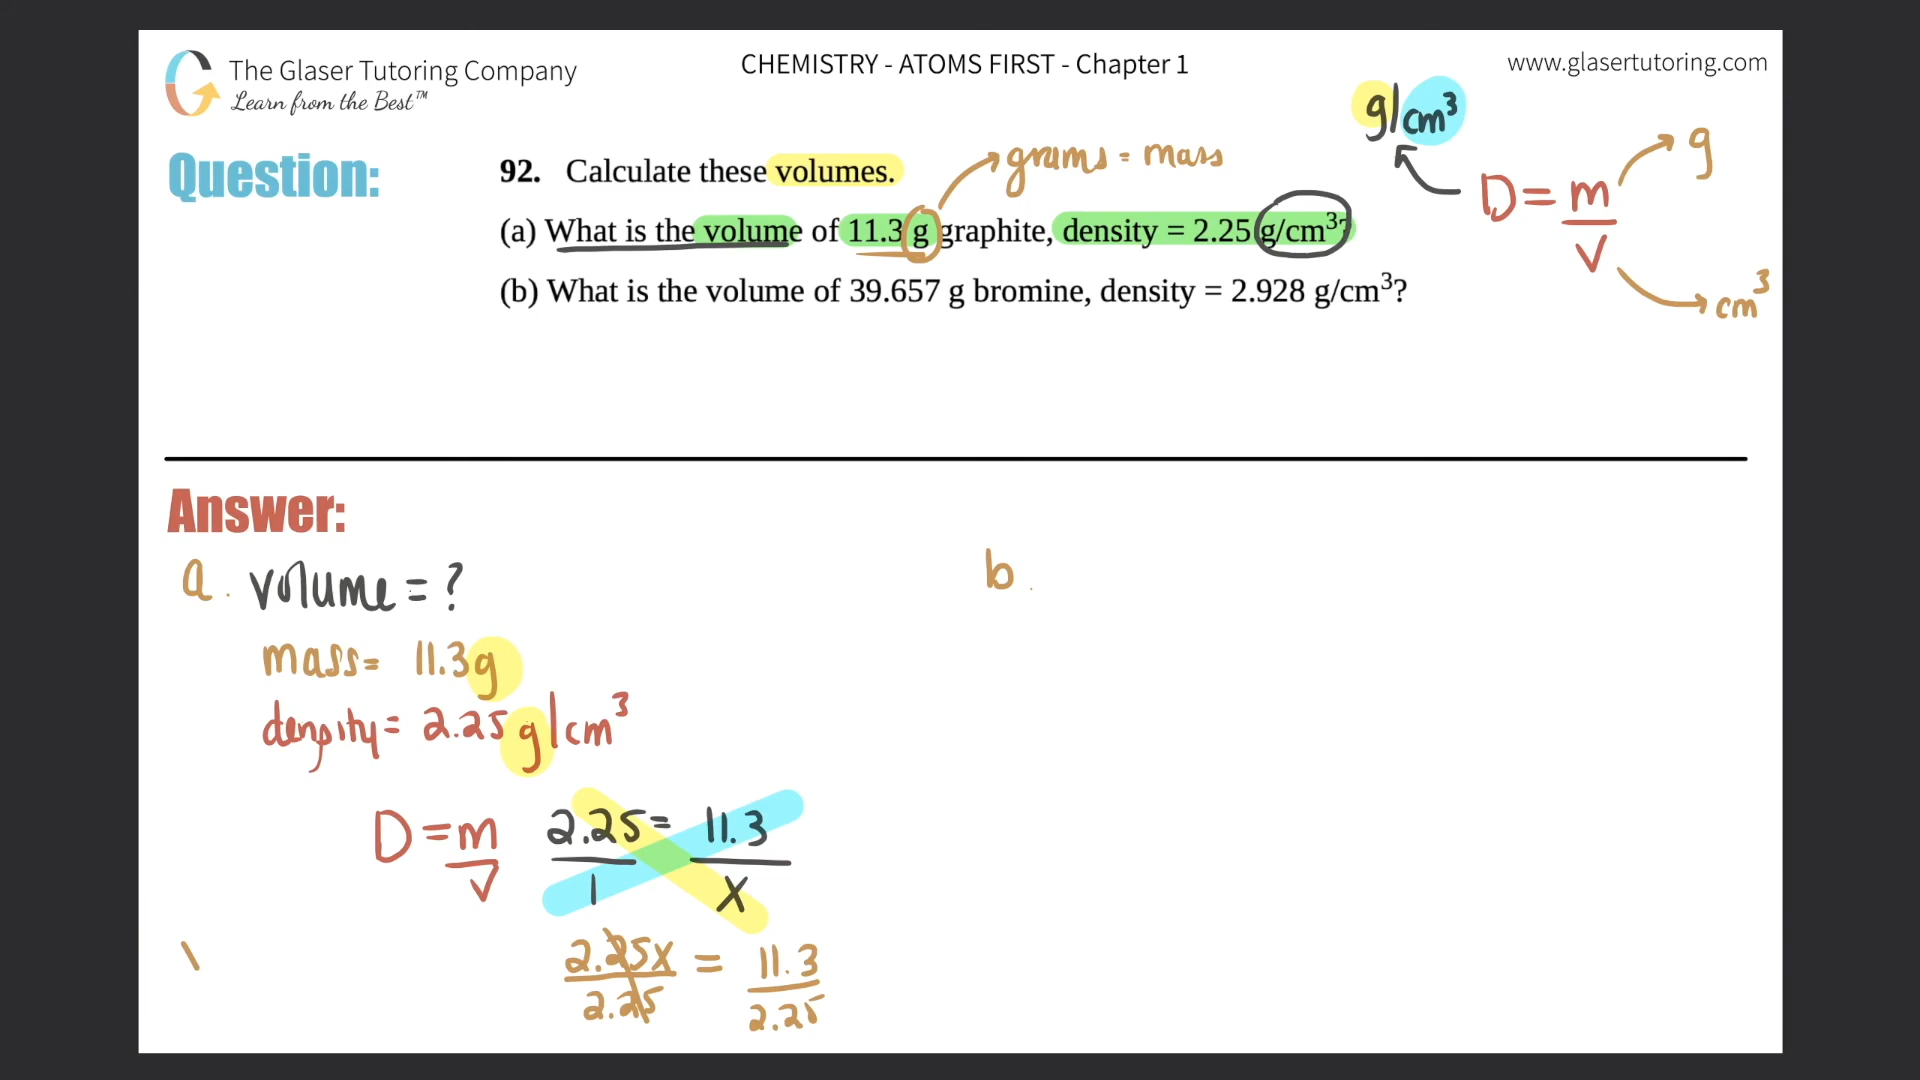 The Glaser Tutoring Company
Learn from the Best™
CHEMISTRY - ATOMS FIRST - Chapter 1
www.glasertutoring.com
g/cm³
Question:
92. Calculate these volumes.
grams = mass
(a) What is the volume of 11.3 g graphite, density = 2.25 g/cm³?
(b) What is the volume of 39.657 g bromine, density = 2.928 g/cm³?
D = m
V
g
cm³
Answer:
a. volume = ?
mass = 11.3g
density = 2.25g/cm³
D = m
V
2.25 = 11.3
1 x
2.25x = 11.3
2.25 2.25
b.